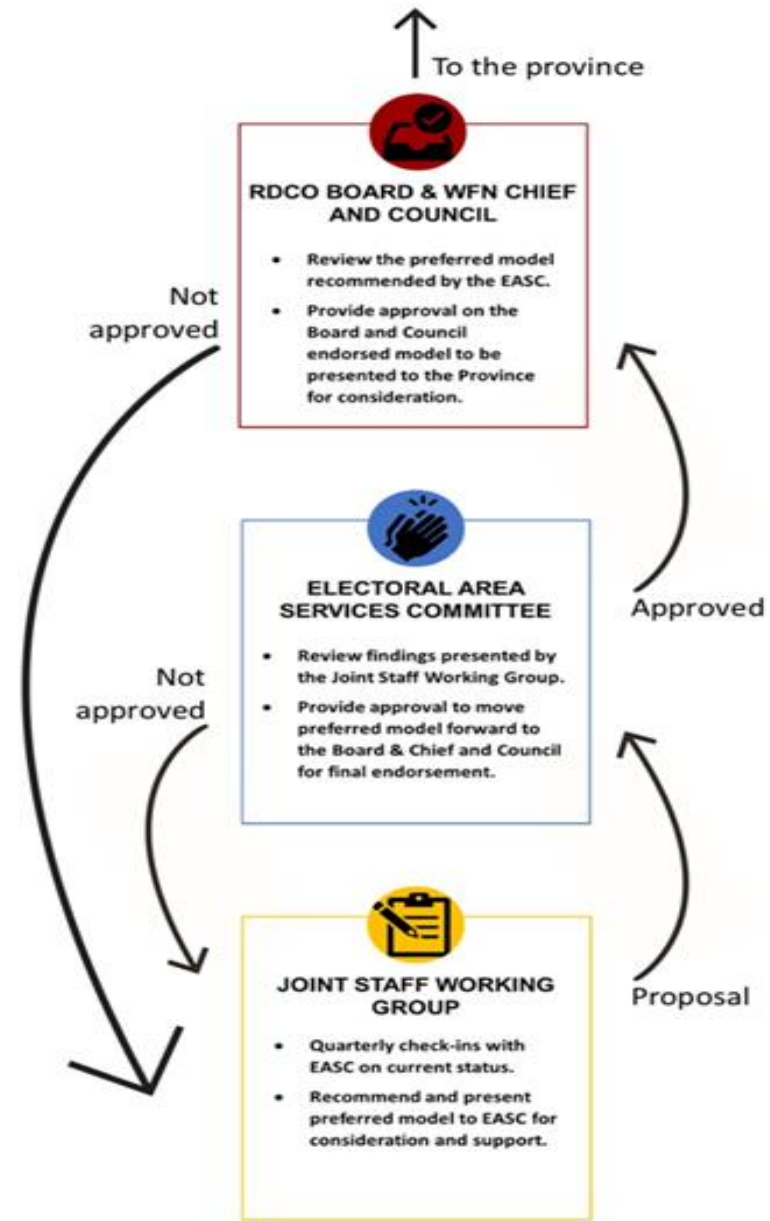 To the province
RDCO BOARD & WFN CHIEF
AND COUNCIL
• Review the preferred model
recommended by the EASC.
• Provide approval on the
Board and Council
endorsed model to be
presented to the Province
for consideration.
Not
approved
ELECTORAL AREA
SERVICES COMMITTEE
• Review findings presented by
the Joint Staff Working Group.
• Provide approval to move
preferred model forward to
the Board & Chief and Council
for final endorsement.
Approved
Not
approved
JOINT STAFF WORKING
GROUP
• Quarterly check-ins with
EASC on current status.
• Recommend and present
preferred model to EASC for
consideration and support.
Proposal